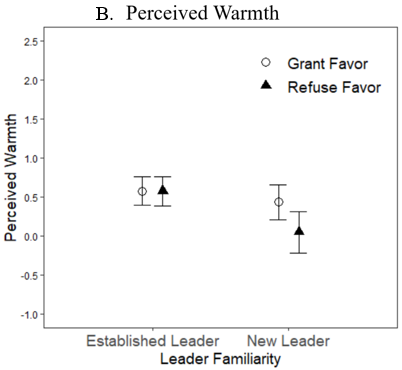 B. Perceived Warmth
Grant Favor
Refuse Favor
Perceived Warmth
2.5
2.0
1.5
1.0
0.5
0.0
-0.5
-1.0
Established Leader
New Leader
Leader Familiarity